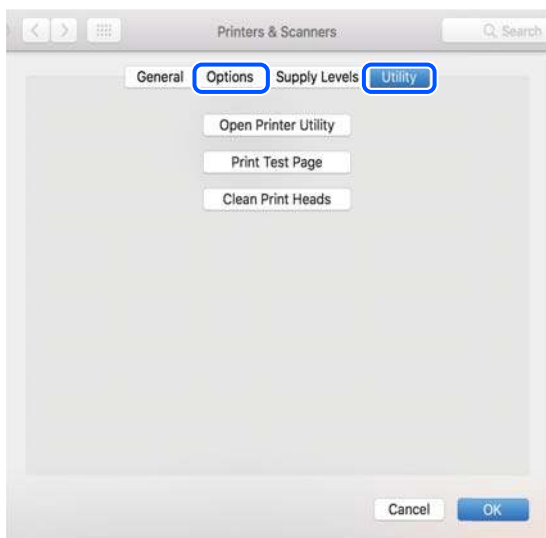 Printers & Scanners
Search
General Options Supply Levels Utility
Open Printer Utility
Print Test Page
Clean Print Heads
Cancel OK